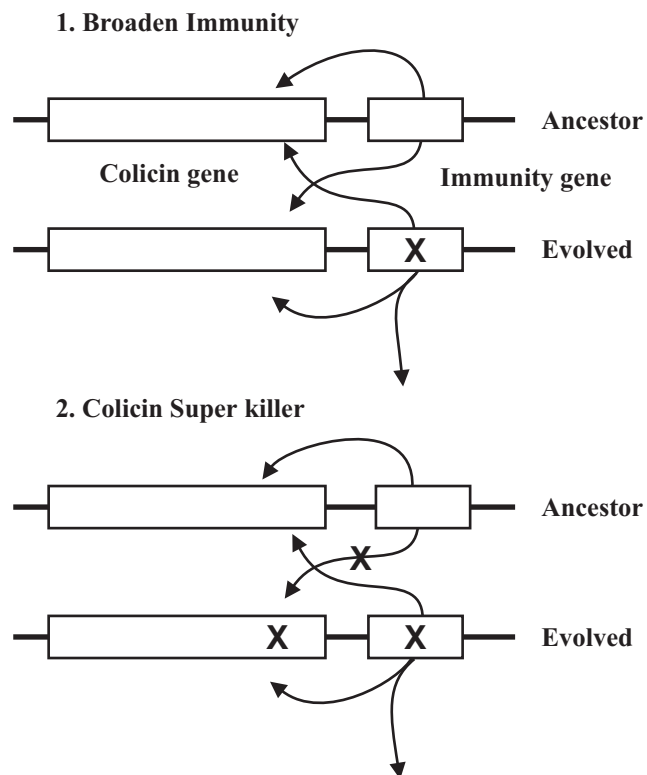 1. Broaden Immunity
Ancestor
Colicin gene
Immunity gene
X
Evolved
2. Colicin Super killer
Ancestor
X
X
X
Evolved